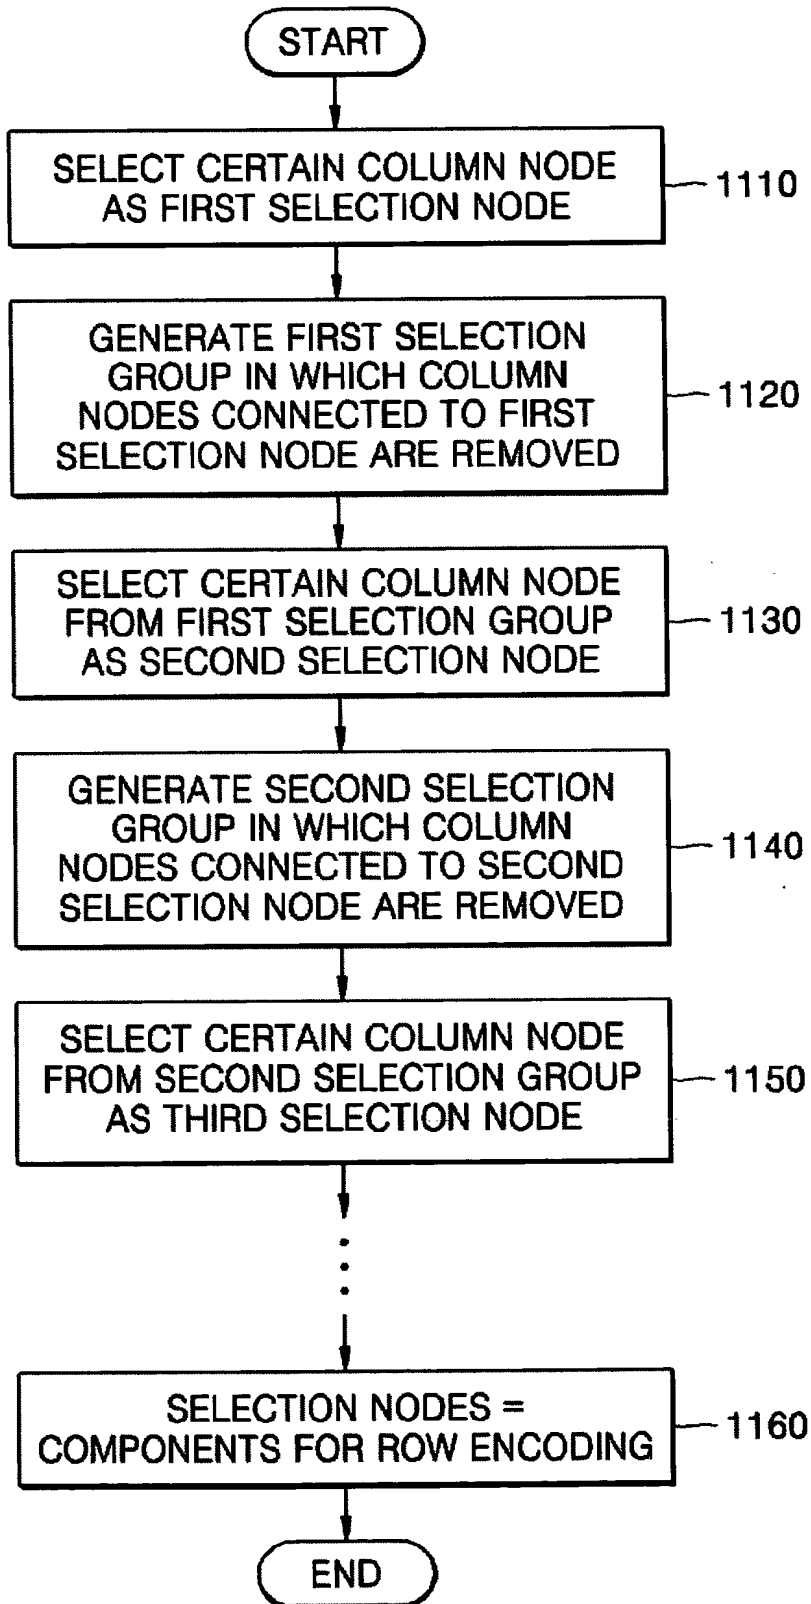 START
SELECT CERTAIN COLUMN NODE
AS FIRST SELECTION NODE
1110
GENERATE FIRST SELECTION
GROUP IN WHICH COLUMN
NODES CONNECTED TO FIRST
SELECTION NODE ARE REMOVED
1120
SELECT CERTAIN COLUMN NODE
FROM FIRST SELECTION GROUP
AS SECOND SELECTION NODE
1130
GENERATE SECOND SELECTION
GROUP IN WHICH COLUMN
NODES CONNECTED TO SECOND
SELECTION NODE ARE REMOVED
1140
SELECT CERTAIN COLUMN NODE
FROM SECOND SELECTION GROUP
AS THIRD SELECTION NODE
1150
SELECTION NODES =
COMPONENTS FOR ROW ENCODING
1160
END